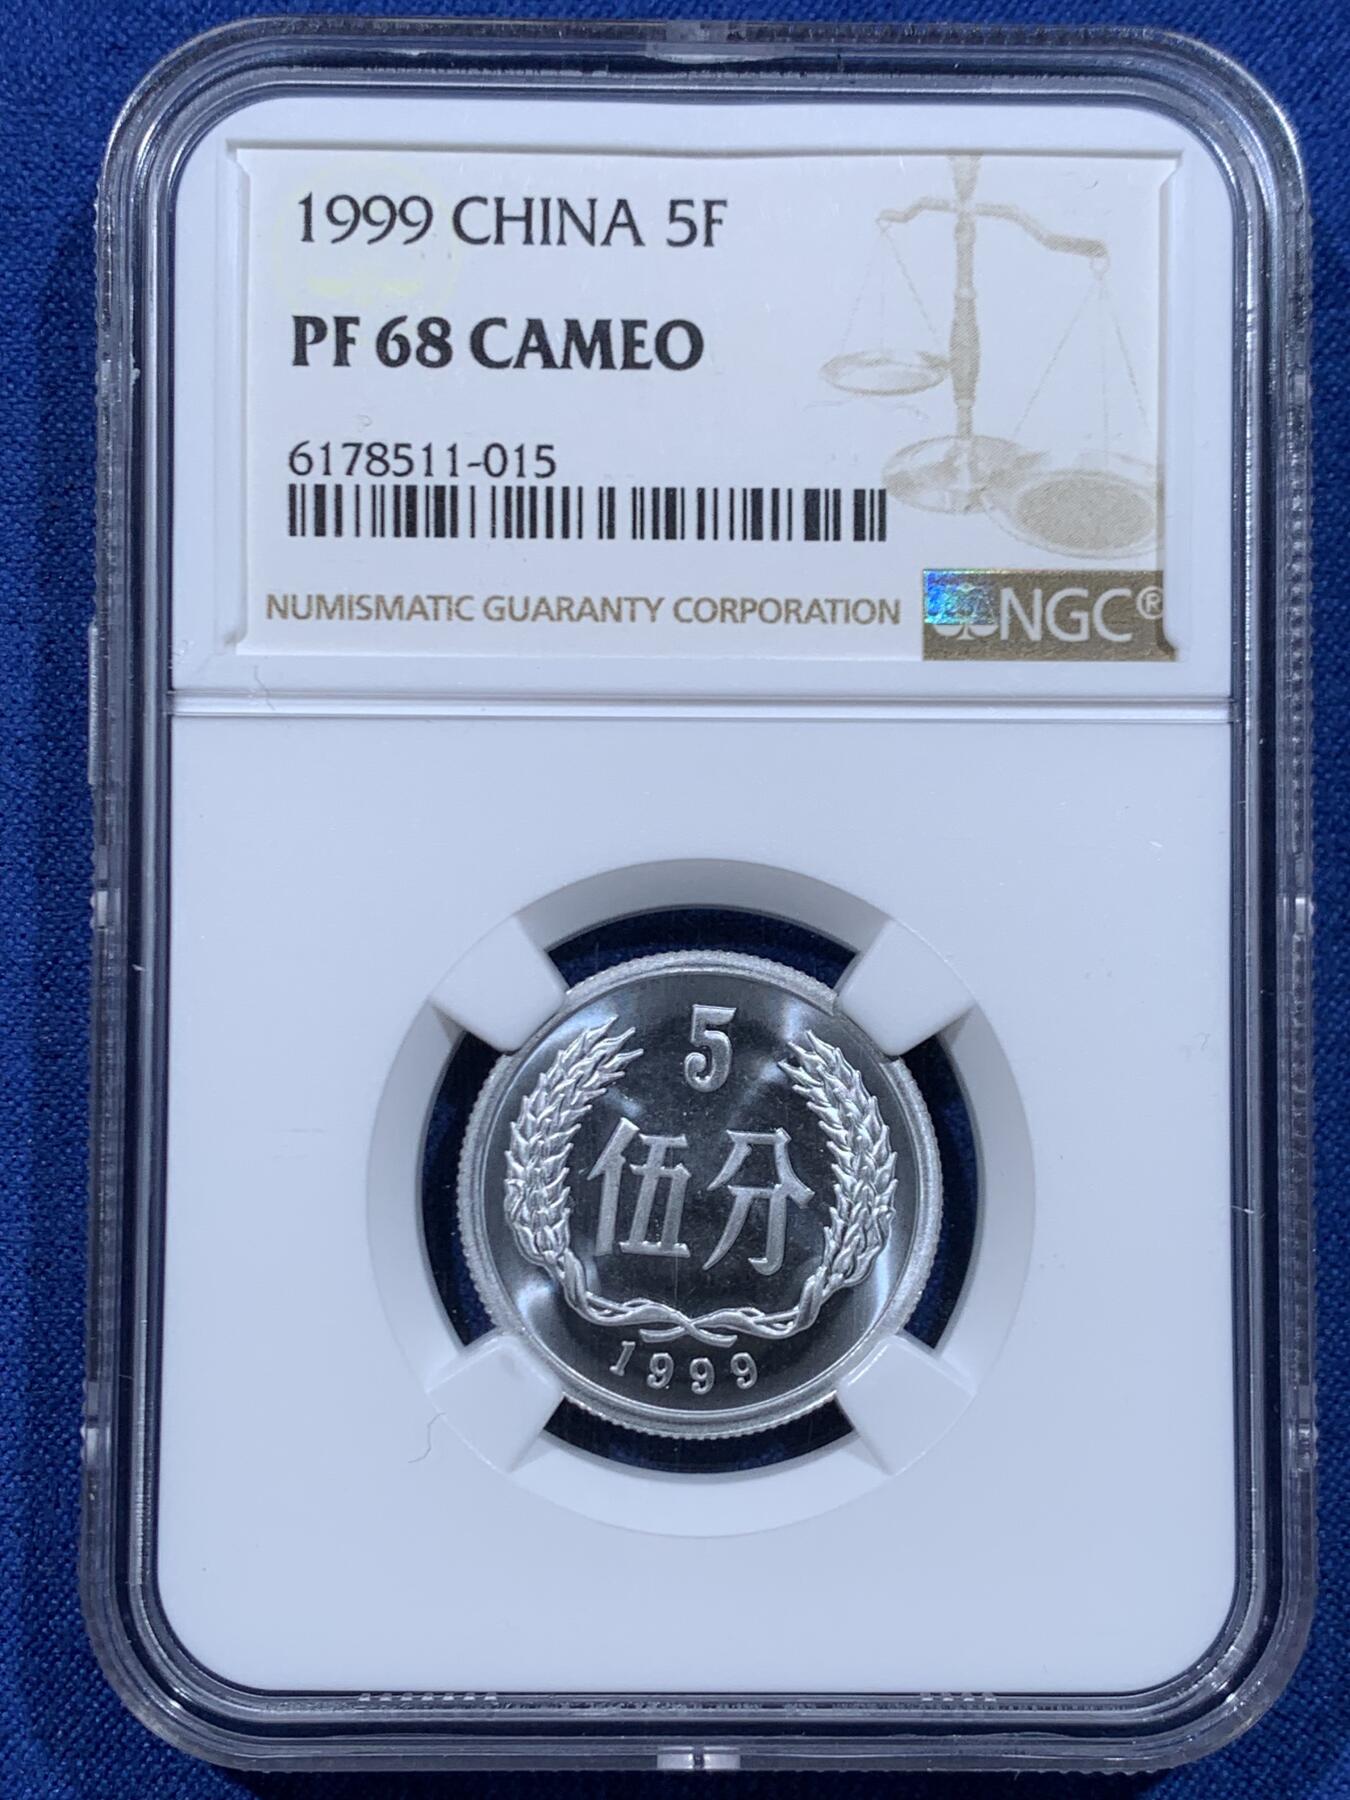 1999 CHINA 5F
PF 68 CAMEO
6178511-015
NUMISMATIC GUARANTY CORPORATION
NGC®
5
伍分
1999